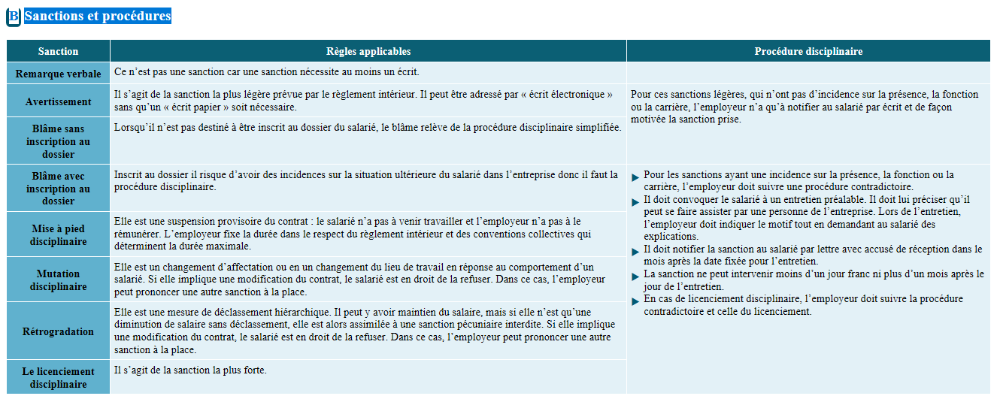 B Sanctions et procédures
Sanction
Règles applicables
Procédure disciplinaire
Remarque verbale
Ce n’est pas une sanction car une sanction nécessite au moins un écrit.
Avertissement
Il s’agit de la sanction la plus légère prévue par le règlement intérieur. Il peut être adressé par « écrit électronique »
sans qu’un « écrit papier » soit nécessaire.
Pour ces sanctions légères, qui n’ont pas d’incidence sur la présence, la fonction
ou la carrière, l’employeur n’a qu’à notifier au salarié par écrit et de façon
motivée la sanction prise.
Blâme sans
inscription au
dossier
Lorsqu’il n’est pas destiné à être inscrit au dossier du salarié, le blâme relève de la procédure disciplinaire simplifiée.
Blâme avec
inscription au
dossier
Inscrit au dossier il risque d’avoir des incidences sur la situation ultérieure du salarié dans l’entreprise donc il faut la
procédure disciplinaire.
Pour les sanctions ayant une incidence sur la présence, la fonction ou la
carrière, l’employeur doit suivre une procédure contradictoire.
Il doit convoquer le salarié à un entretien préalable. Il doit lui préciser qu’il
peut se faire assister par une personne de l’entreprise. Lors de l’entretien,
l’employeur doit indiquer le motif tout en demandant au salarié des
explications.
Il doit notifier la sanction au salarié par lettre avec accusé de réception dans le
mois après la date fixée pour l’entretien.
La sanction ne peut intervenir moins d’un jour franc ni plus d’un mois après le
jour de l’entretien.
En cas de licenciement disciplinaire, l’employeur doit suivre la procédure
contradictoire et celle du licenciement.
Mise à pied
disciplinaire
Elle est une suspension provisoire du contrat : le salarié n’a pas à venir travailler et l’employeur n’a pas à le
rémunérer. L’employeur fixe la durée dans le respect du règlement intérieur et des conventions collectives qui
déterminent la durée maximale.
Mutation
disciplinaire
Elle est un changement d’affectation ou en un changement du lieu de travail en réponse au comportement d’un
salarié. Si elle implique une modification du contrat, le salarié est en droit de la refuser. Dans ce cas, l’employeur
peut prononcer une autre sanction à la place.
Rétrogradation
Elle est une mesure de déclassement hiérarchique. Il peut y avoir maintien du salaire, mais si elle n’est qu’une
diminution de salaire sans déclassement, elle est alors assimilée à une sanction pécuniaire interdite. Si elle implique
une modification du contrat, le salarié est en droit de la refuser. Dans ce cas, l’employeur peut prononcer une autre
sanction à la place.
Le licenciement
disciplinaire
Il s’agit de la sanction la plus forte.